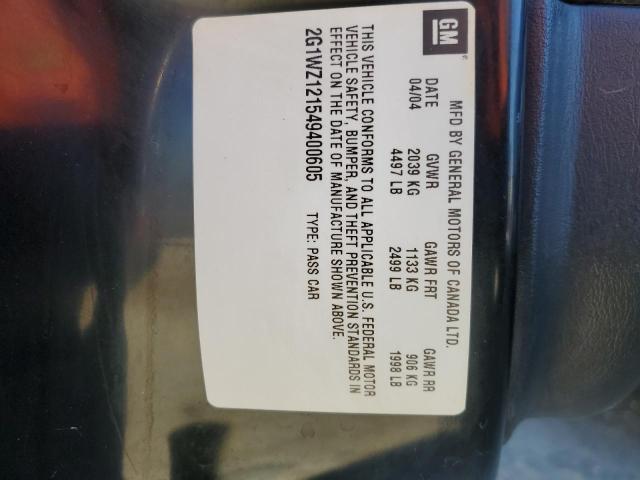 GM
MFD BY GENERAL MOTORS OF CANADA LTD.
DATE GVWR GAWR FRT GAWR RR
04/04 2039 KG 1133 KG 906 KG
4497 LB 2499 LB 1998 LB
THIS VEHICLE CONFORMS TO ALL APPLICABLE U.S. FEDERAL MOTOR
VEHICLE SAFETY, BUMPER, AND THEFT PREVENTION STANDARDS IN
EFFECT ON THE DATE OF MANUFACTURE SHOWN ABOVE.
2G1WZ121549400605 TYPE: PASS CAR